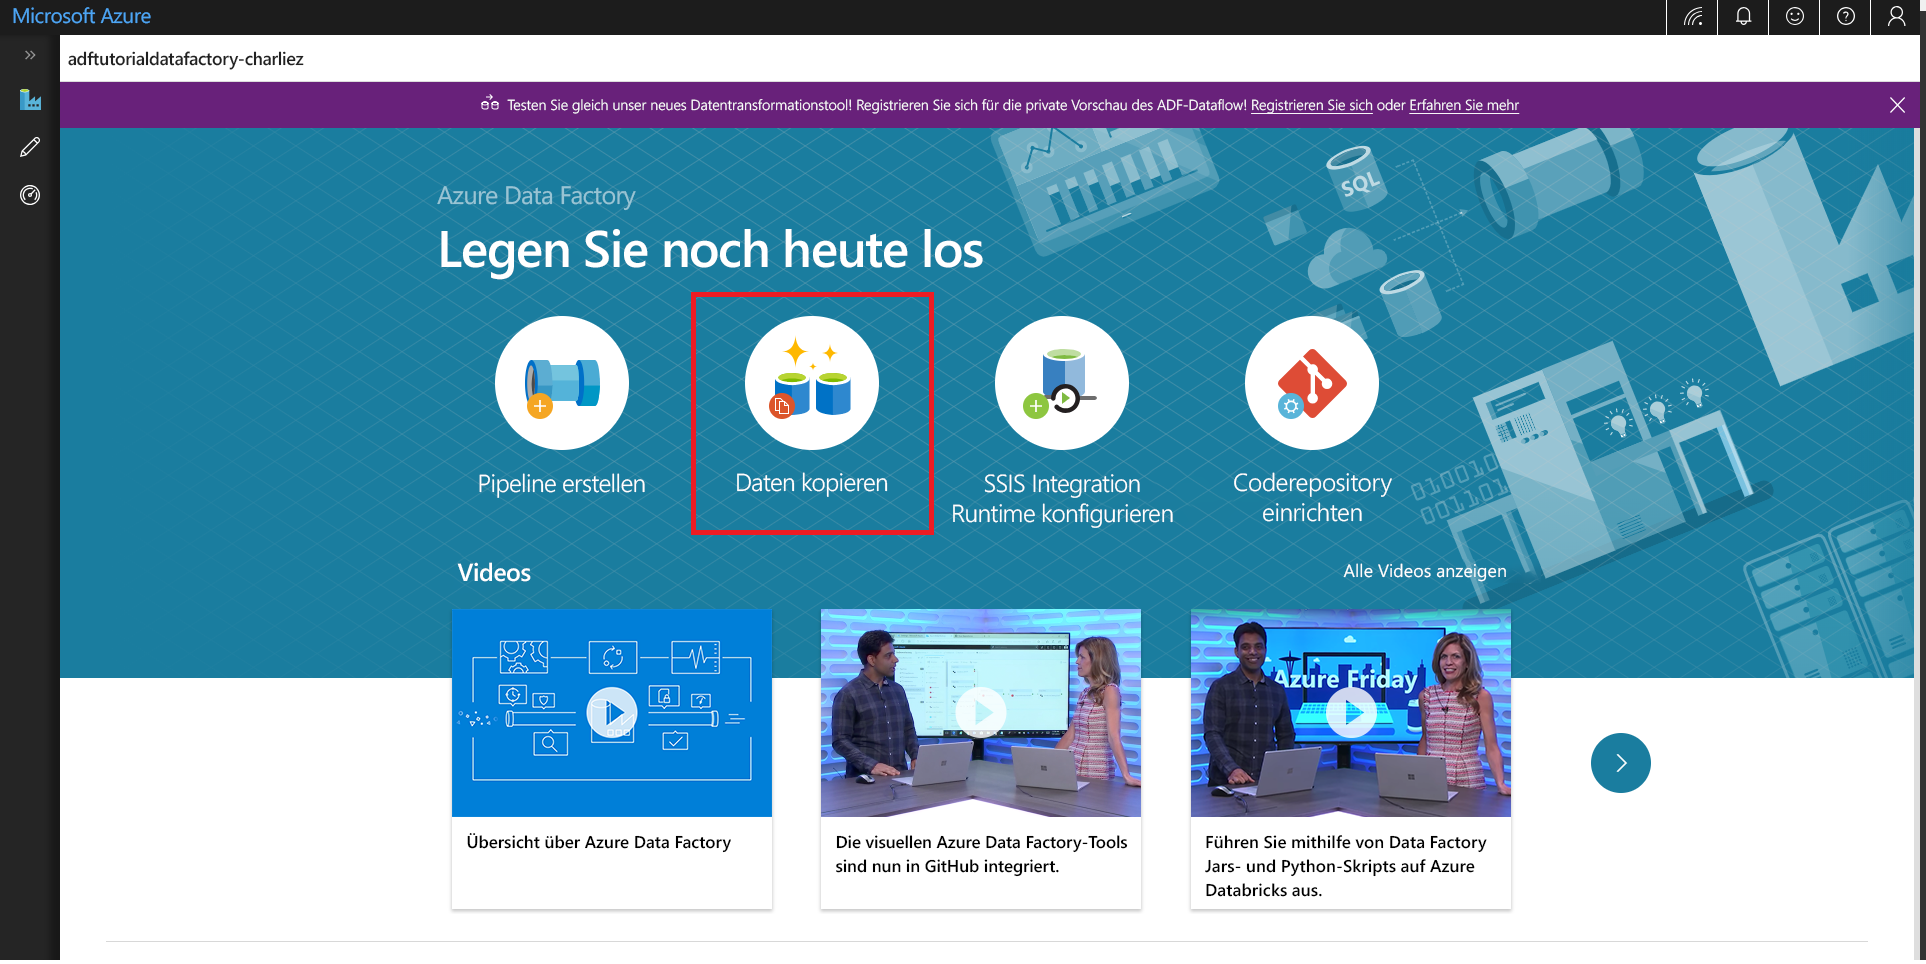 Microsoft Azure
adftutorialdatafactory-charliez
Testen Sie gleich unser neues Datentransformationstool! Registrieren Sie sich für die private Vorschau des ADF-Dataflow! Registrieren Sie sich oder Erfahren Sie mehr
Azure Data Factory
Legen Sie noch heute los
SQL
Pipeline erstellen
Daten kopieren
SSIS Integration
Runtime konfigurieren
Coderepository
einrichten
010010
001101
Videos
Alle Videos anzeigen
Azure Friday
Übersicht über Azure Data Factory
Die visuellen Azure Data Factory-Tools
sind nun in GitHub integriert.
Führen Sie mithilfe von Data Factory
Jars- und Python-Skripts auf Azure
Databricks aus.